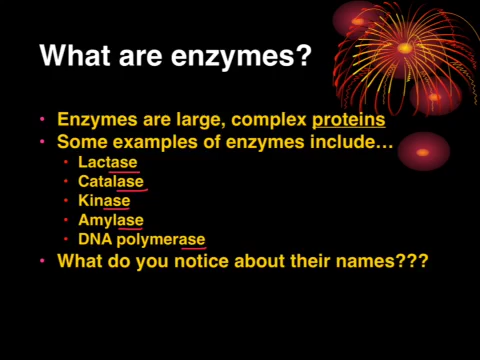 What are enzymes?
• Enzymes are large, complex proteins
• Some examples of enzymes include…
• Lactase
• Catalase
• Kinase
• Amylase
• DNA polymerase
• What do you notice about their names???